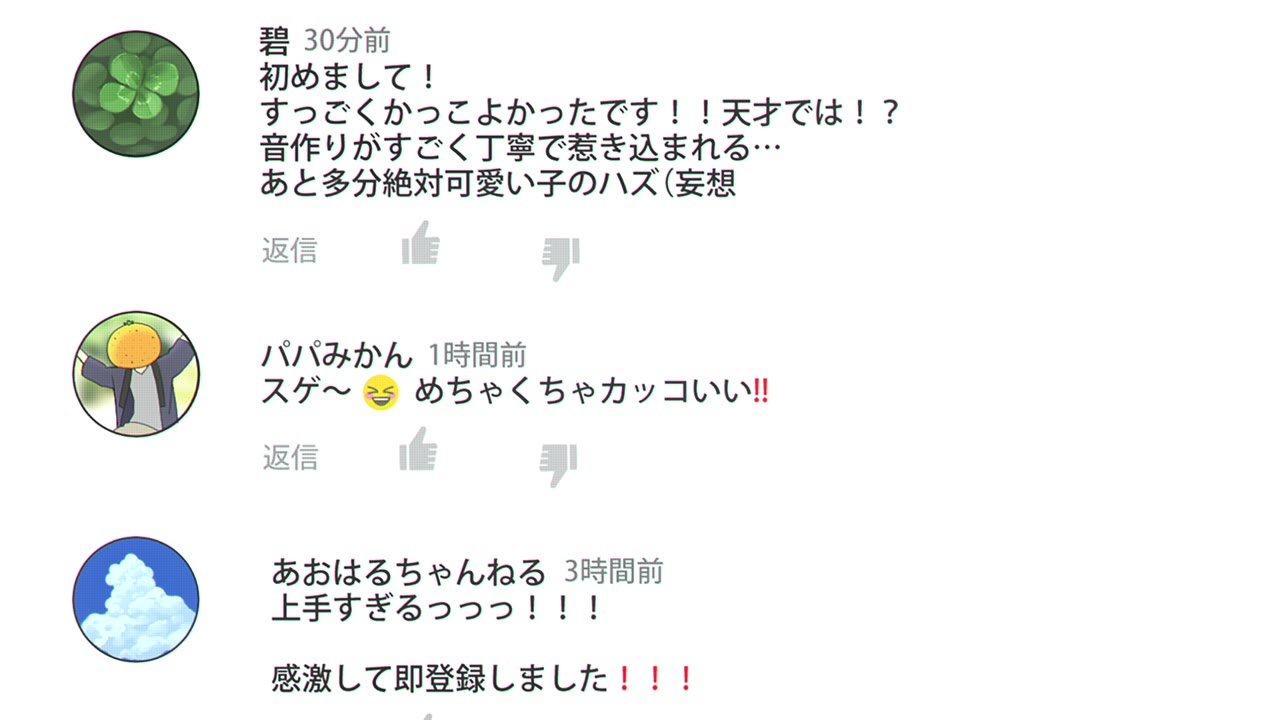 碧 30分前
初めまして！
すっごくかっこよかったです！！天才では！？
音作りがすごく丁寧で惹き込まれる…
あと多分絶対可愛い子のハズ（妄想
返信
パパみかん 1時間前
スゲ〜 😆 めちゃくちゃカッコいい‼
返信
あおはるちゃんねる 3時間前
上手すぎるっっっ！！！
感激して即登録しました！！！